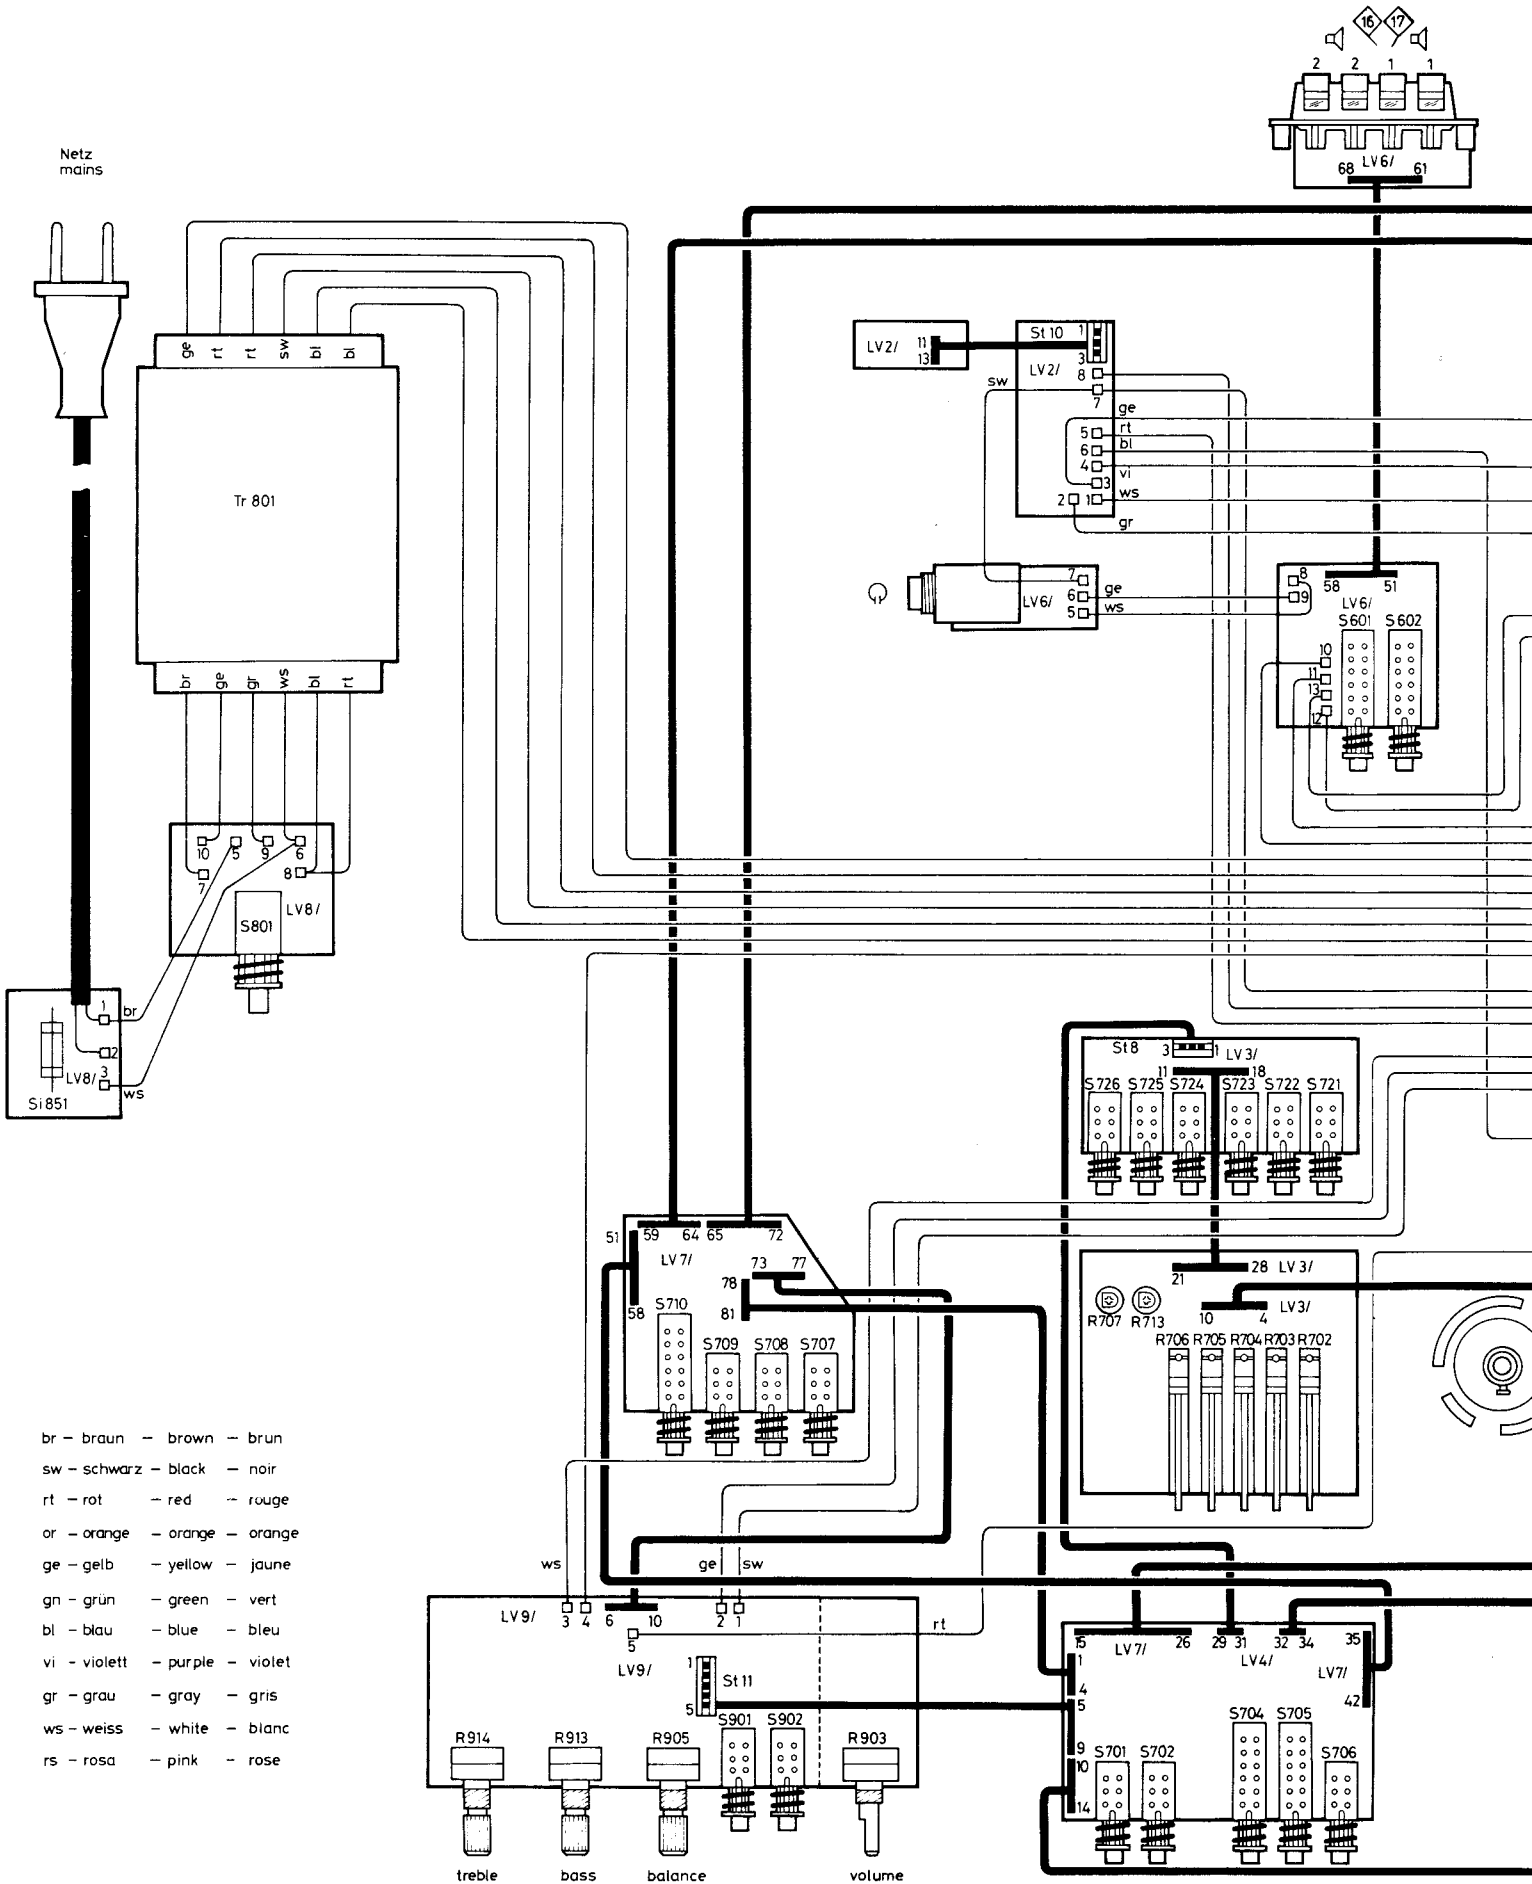 16 17
2 2 1 1
LV6/
68 61
Netz
mains
ge rt rt sw bl bl
Tr 801
br ge gr ws bl rt
10 5 9 6
7 8
LV8/
S801
1 br
2
LV8/ 3
ws
Si851
LV2/ 11
13
St10 1
3
LV2/ 8
sw
7
ge
5 rt
6 bl
4
vi
3
2 1 ws
gr
7
LV6/ 6 ge
5 ws
8
9
58 51
LV6/
S601 S602
10
11
13
12
St8 3 1 LV3/
11 18
S726 S725 S724 S723 S722 S721
51 59 64 65 72
LV7/
73 77
78
58 81
S710
S709 S708 S707
21 28 LV3/
10 4 LV3/
R707 R713
R706 R705 R704 R703 R702
br – braun – brown – brun
sw – schwarz – black – noir
rt – rot – red – rouge
or – orange – orange – orange
ge – gelb – yellow – jaune
gn – grün – green – vert
bl – blau – blue – bleu
vi – violett – purple – violet
gr – grau – gray – gris
ws – weiss – white – blanc
rs – rosa – pink – rose
ws ge sw
LV9/ 3 4 6 10 2 1
5 rt
LV9/ 1
St11
5
S901 S902
R914 R913 R905 R903
treble bass balance volume
15 26 29 31 32 34 35
LV7/ LV4/ LV7/
1
4
5
42
9
10
14
S704 S705
S701 S702 S706